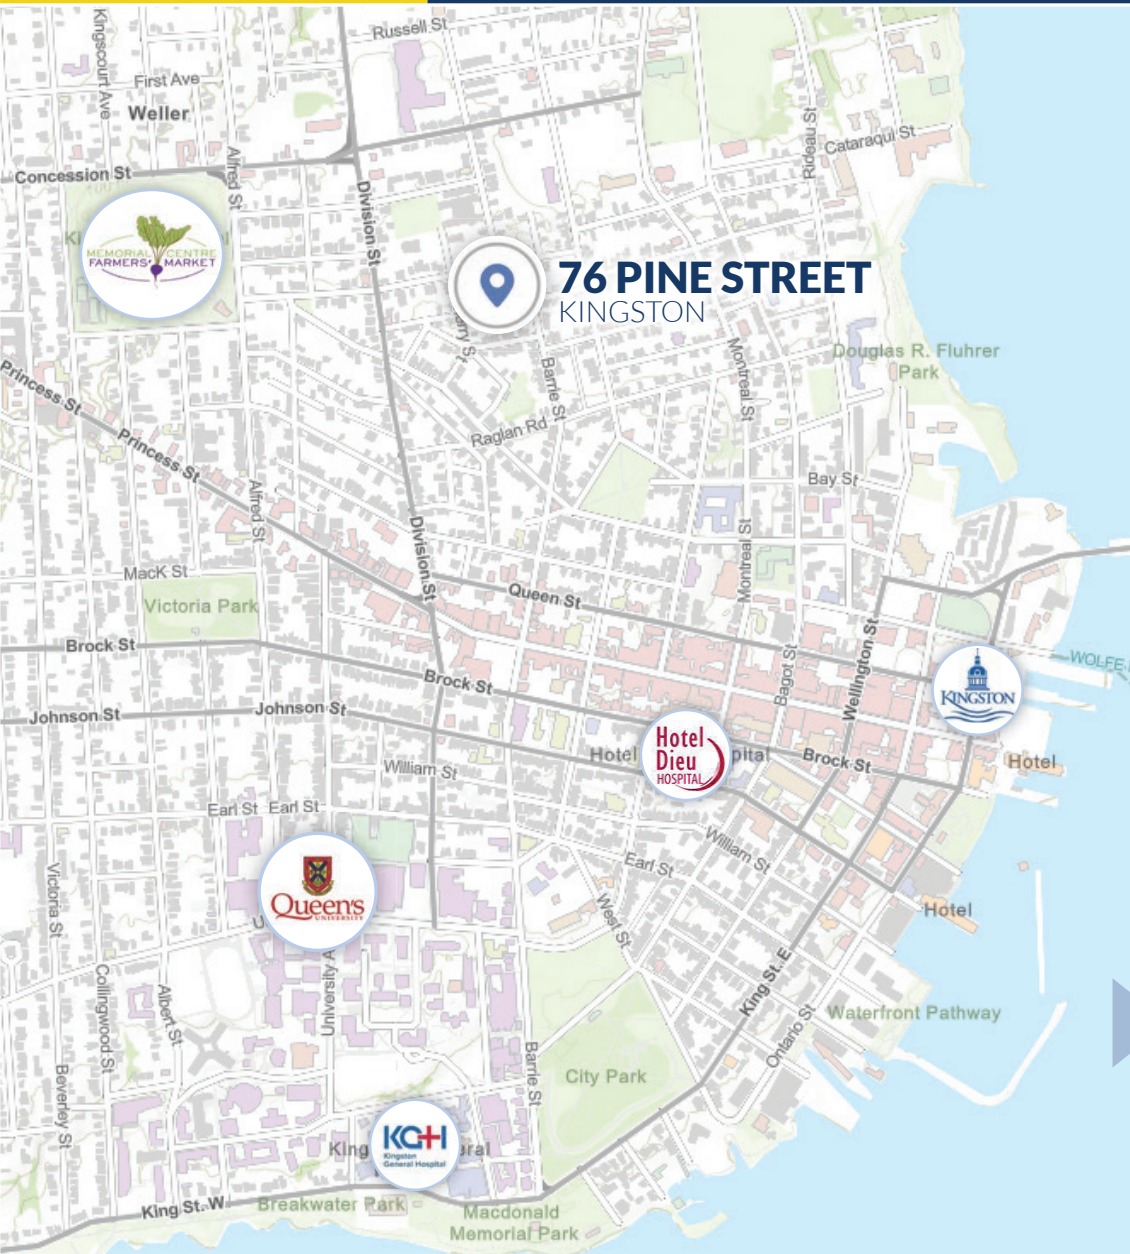 Russell St
Kingscourt Ave
First Ave
Weller
Rideau St
Cataraqui St
Concession St
Alfred St
Division St
MEMORIAL CENTRE
FARMERS' MARKET
76 PINE STREET
KINGSTON
Douglas R. Fluhrer
Park
Montreal St
Barrie St
Princess St
Raglan Rd
Princess St
Bay St
Alfred St
Division St
Montreal St
MacK St
Queen St
Victoria Park
Brock St
Bagot St
Wellington St
WOLFE
Brock St
KINGSTON
Johnson St
Johnson St
Hotel
Hotel
Dieu
HOSPITAL
Brock St
Hotel
William St
Earl St
Earl St
William St
Earl St
Victoria St
Queen's
UNIVERSITY
West St
Hotel
King St. E
Collingwood St
Albert St
Waterfront Pathway
Ontario St
Barrie St
City Park
Beverley St
KGH
Kingston
General Hospital
King St. W
Breakwater Park
Macdonald
Memorial Park